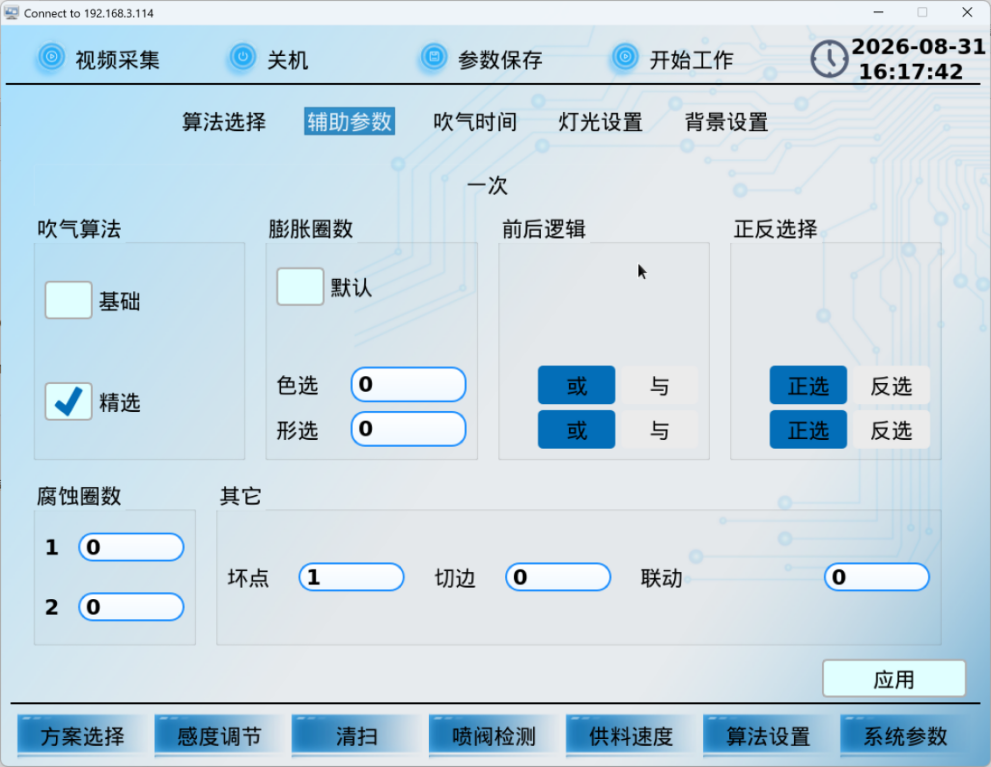 Connect to 192.168.3.114
视频采集 关机 参数保存 开始工作 2026-08-31
16:17:42
算法选择 辅助参数 吹气时间 灯光设置 背景设置
一次
吹气算法 膨胀圈数 前后逻辑 正反选择
默认
基础
色选 0 或 与 正选 反选
精选
形选 0 或 与 正选 反选
腐蚀圈数 其它
1 0
坏点 1 切边 0 联动 0
2 0
应用
方案选择 感度调节 清扫 喷阀检测 供料速度 算法设置 系统参数